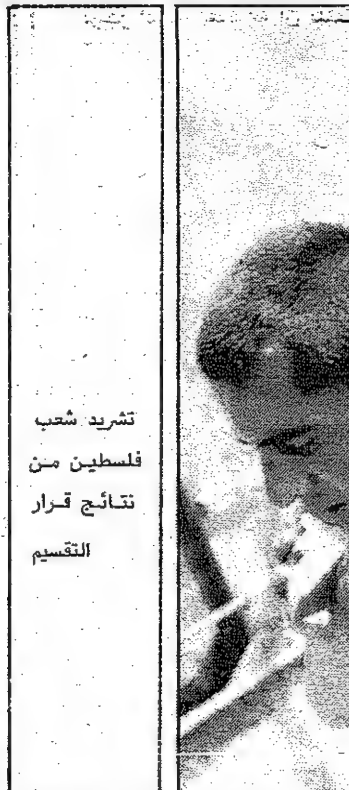 تشريد شعب
فلسطين من
نتائج قرار
التقسيم